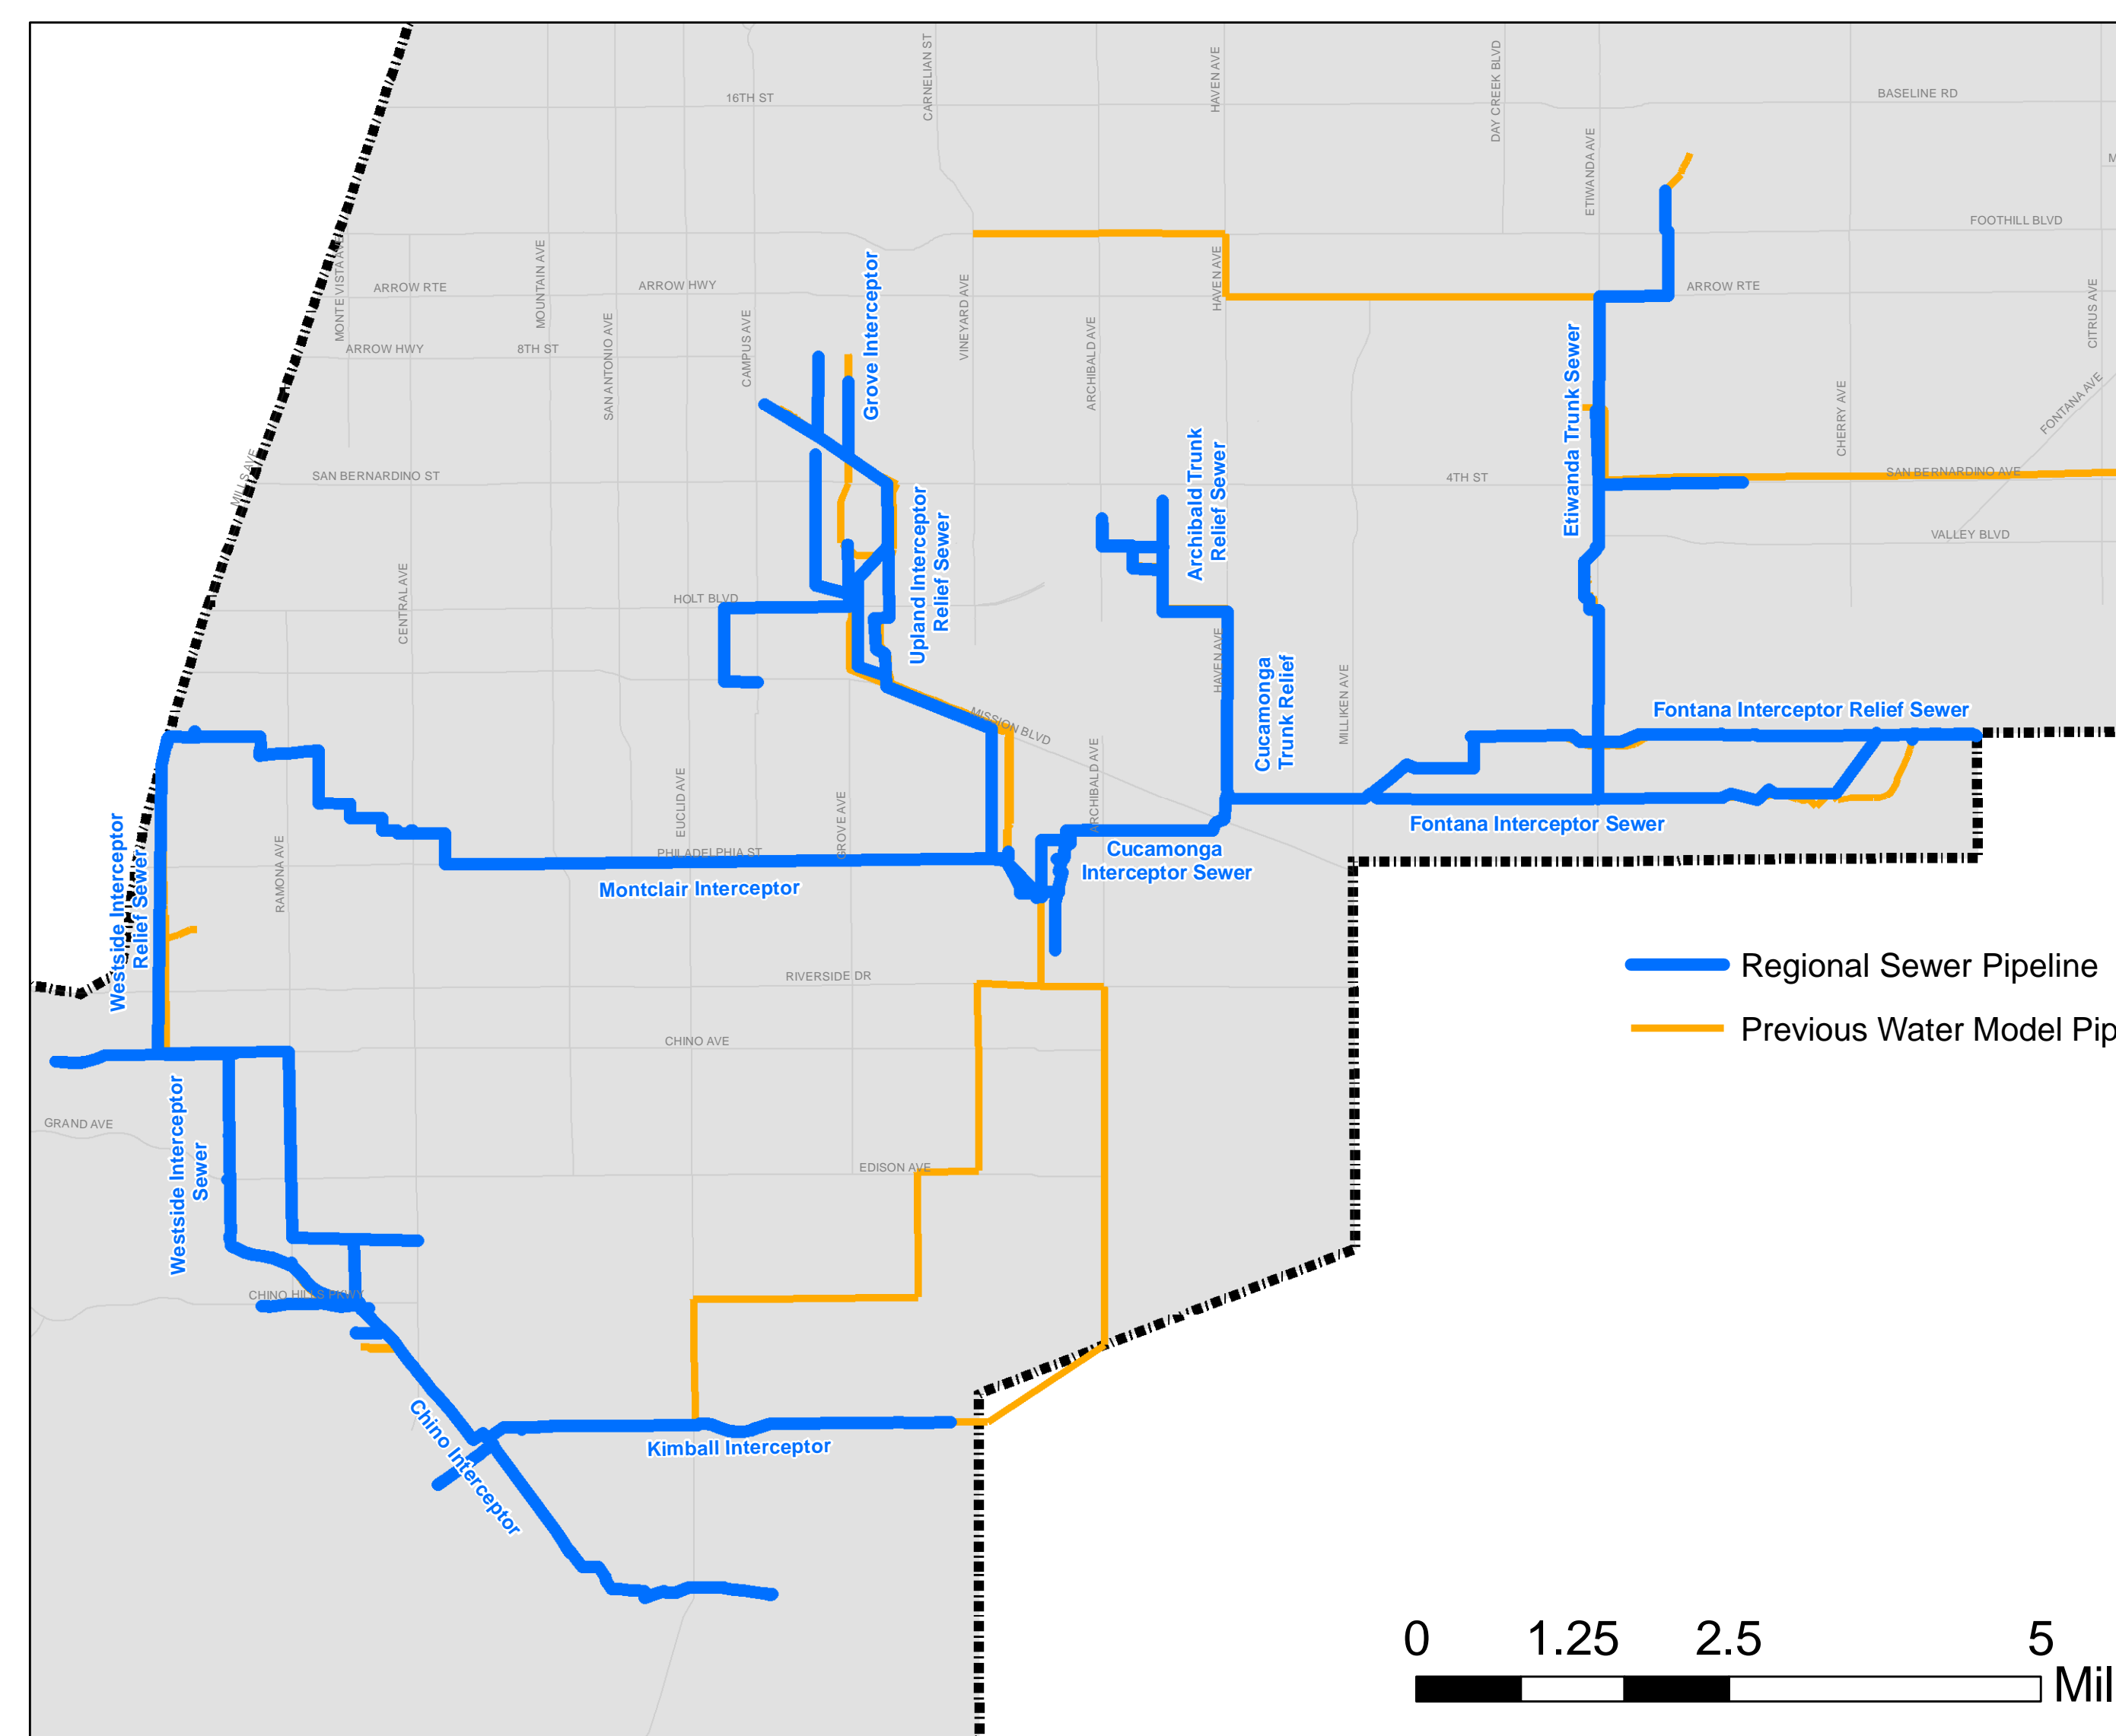 CARNELIAN ST
HAVEN AVE
DAY CREEK BLVD
16TH ST
BASELINE RD
ETIWANDA AVE
FOOTHILL BLVD
MONTE VISTA AVE
MOUNTAIN AVE
ARROW RTE
ARROW HWY
HAVEN AVE
ARROW RTE
Grove Interceptor
VINEYARD AVE
CITRUS AVE
SAN ANTONIO AVE
CAMPUS AVE
ARCHIBALD AVE
ARROW HWY
8TH ST
Etiwanda Trunk Sewer
CHERRY AVE
FONTANA AVE
MILLS AVE
SAN BERNARDINO ST
4TH ST
SAN BERNARDINO AVE
Archibald Trunk
Relief Sewer
VALLEY BLVD
Upland Interceptor
Relief Sewer
CENTRAL AVE
HOLT BLVD
HAVEN AVE
Cucamonga
Trunk Relief
MILLIKEN AVE
MISSION BLVD
Fontana Interceptor Relief Sewer
EUCLID AVE
GROVE AVE
ARCHIBALD AVE
Fontana Interceptor Sewer
Westside Interceptor
Relief Sewer
RAMONA AVE
PHILADELPHIA ST
Cucamonga
Interceptor Sewer
Montclair Interceptor
RIVERSIDE DR
Regional Sewer Pipeline
Previous Water Model Pip
CHINO AVE
GRAND AVE
Westside Interceptor
Sewer
EDISON AVE
CHINO HILLS PKWY
Chino Interceptor
Kimball Interceptor
0 1.25 2.5 5
Mil